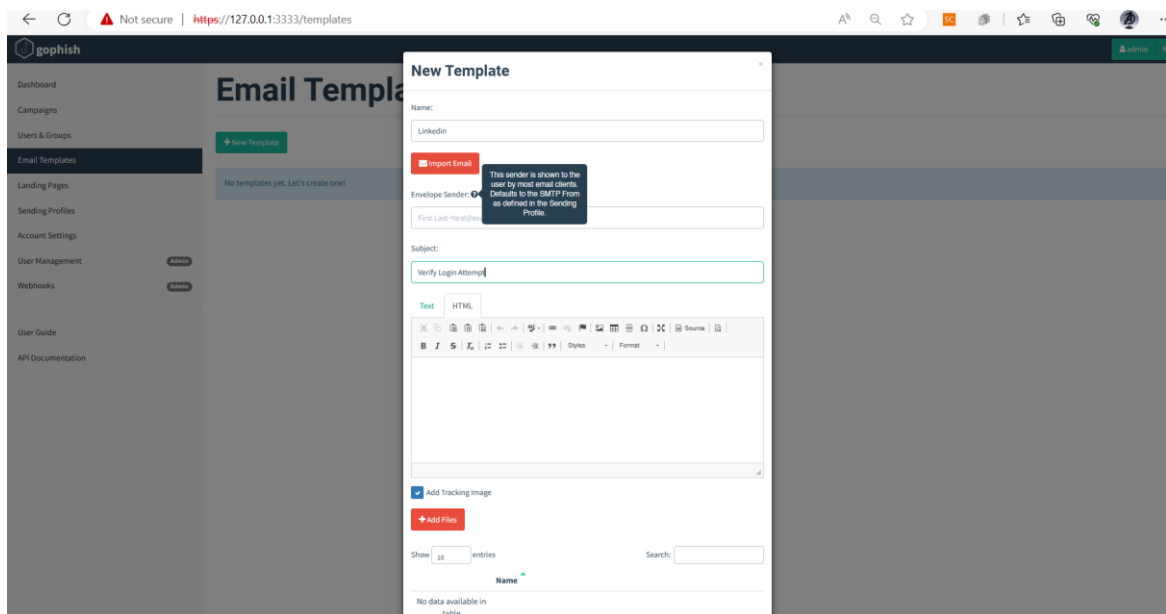 Not secure | https://127.0.0.1:3333/templates
gophish
admin
Dashboard
Campaigns
Users & Groups
Email Templates
Landing Pages
Sending Profiles
Account Settings
User Management Admin
Webhooks Admin
User Guide
API Documentation
Email Templa
+New Template
No templates yet. Let's create one!
New Template
×
Name:
Linkedin
Import Email
This sender is shown to the
user by most email clients.
Defaults to the SMTP From
as defined in the Sending
Profile.
Envelope Sender:
First Last <test@ex
Subject:
Verify Login Attempt
Text HTML
Source
B I S Styles Format
Add Tracking Image
+Add Files
Show 10 entries
Search:
Name
No data available in
table